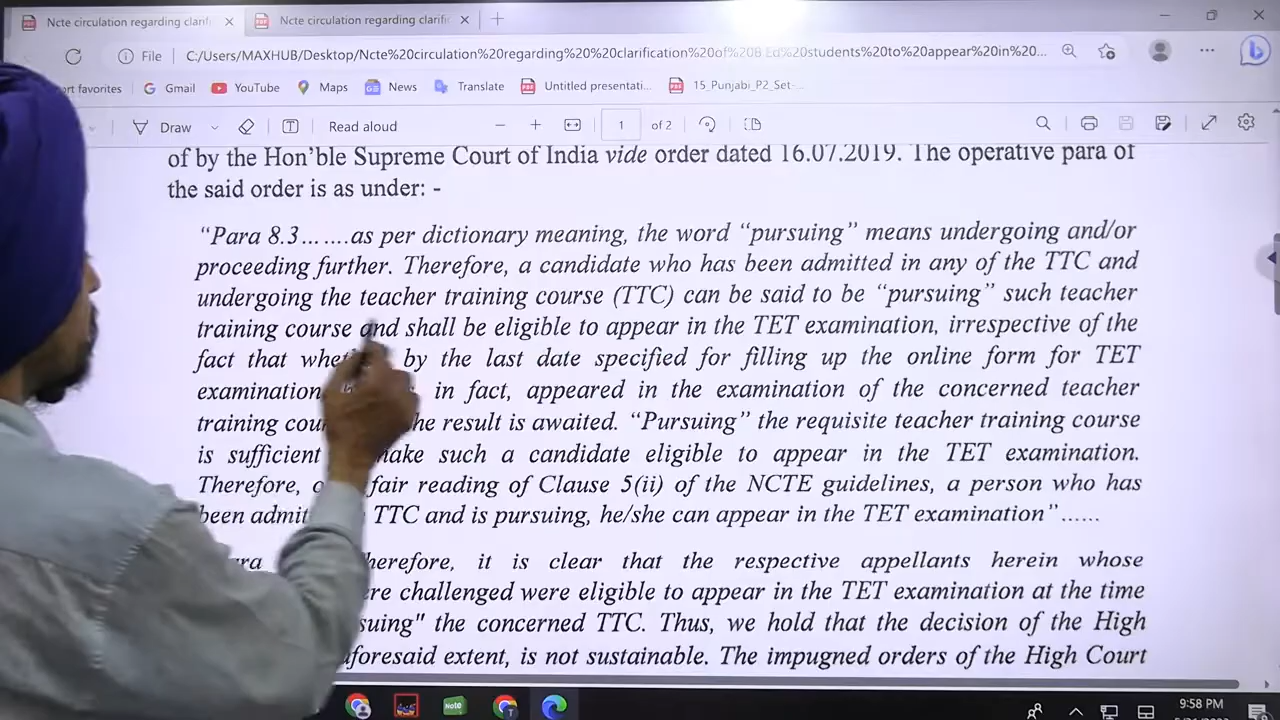 Ncte circulation regarding clarifi
Ncte circulation regarding clarific
File C:/Users/MAXHUB/Desktop/Ncte%20circulation%20regarding%20%20clarification%20of%20B.Ed%20students%20to%20appear%20in%20...
ort favorites Gmail YouTube Maps News Translate Untitled presentati... 15_Punjabi_P2_Set-...
Draw Read aloud 1 of 2
of by the Hon'ble Supreme Court of India vide order dated 16.07.2019. The operative para of
the said order is as under: -
"Para 8.3.......as per dictionary meaning, the word "pursuing" means undergoing and/or
proceeding further. Therefore, a candidate who has been admitted in any of the TTC and
undergoing the teacher training course (TTC) can be said to be "pursuing" such teacher
training course and shall be eligible to appear in the TET examination, irrespective of the
fact that by the last date specified for filling up the online form for TET
examination in fact, appeared in the examination of the concerned teacher
training he result is awaited. "Pursuing" the requisite teacher training course
is sufficient make such a candidate eligible to appear in the TET examination.
Therefore, fair reading of Clause 5(ii) of the NCTE guidelines, a person who has
been TTC and is pursuing, he/she can appear in the TET examination"......
herefore, it is clear that the respective appellants herein whose
re challenged were eligible to appear in the TET examination at the time
suing" the concerned TTC. Thus, we hold that the decision of the High
foresaid extent, is not sustainable. The impugned orders of the High Court
Note
9:58 PM